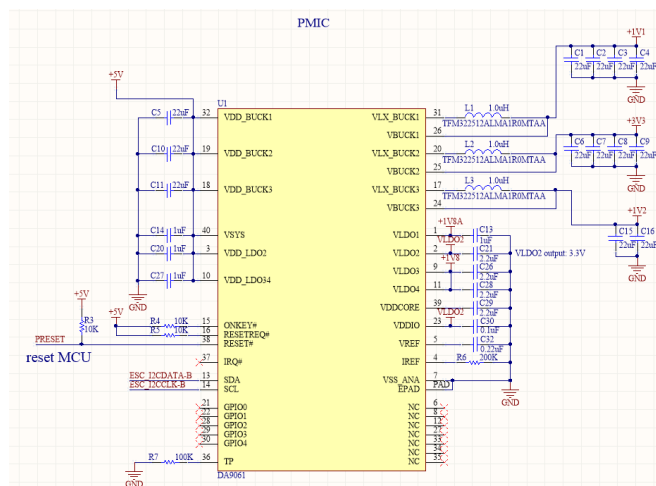 PMIC
+1V1
C1 C2 C3 C4
22uF 22uF 22uF 22uF
GND
+5V
U1
C5 22uF 32 VDD_BUCK1 VLX_BUCK1 31 L1 1.0uH
TFM322512ALMA1R0MTAA
VBUCK1 26
+3V3
C10 22uF 19 VDD_BUCK2 VLX_BUCK2 20 L2 1.0uH
C6 C7 C8 C9
22uF 22uF 22uF 22uF
TFM322512ALMA1R0MTAA
VBUCK2 25
GND
C11 22uF 18 VDD_BUCK3 VLX_BUCK3 17 L3 1.0uH
TFM322512ALMA1R0MTAA
VBUCK3 24
+1V2
C15 C16
22uF 22uF
GND
+1V8A
C14 1uF 40 VSYS VLDO1 1 C13
1uF
VLDO2
C20 1uF 3 VDD_LDO2 VLDO2 2 C21
2.2uF
VLDO2 output: 3.3V
+1V8
VLDO3 9 C26
2.2uF
C27 1uF 10 VDD_LDO34 VLDO4 11 C28
2.2uF
GND
VDDCORE 39 C29
2.2uF
VLDO2
+5V
+5V
R3
10K
R4 10K 15 ONKEY# VDDIO 23 C30
0.1uF
R5 10K 16 RESETREQ#
PRESET 38 RESET# VREF 5 C32
0.22uF
reset MCU
37 IRQ# IREF 4 R6 200K
ESC_I2CDATA-B 13 SDA VSS_ANA 7
ESC_I2CCLK-B 14 SCL EPAD PAD
GND
21 GPIO0 NC 6
22 GPIO1 NC 8
28 GPIO2 NC 12
29 GPIO3 NC 27
30 GPIO4 NC 33
NC 34
R7 100K 36 TP NC 35
GND
DA9061